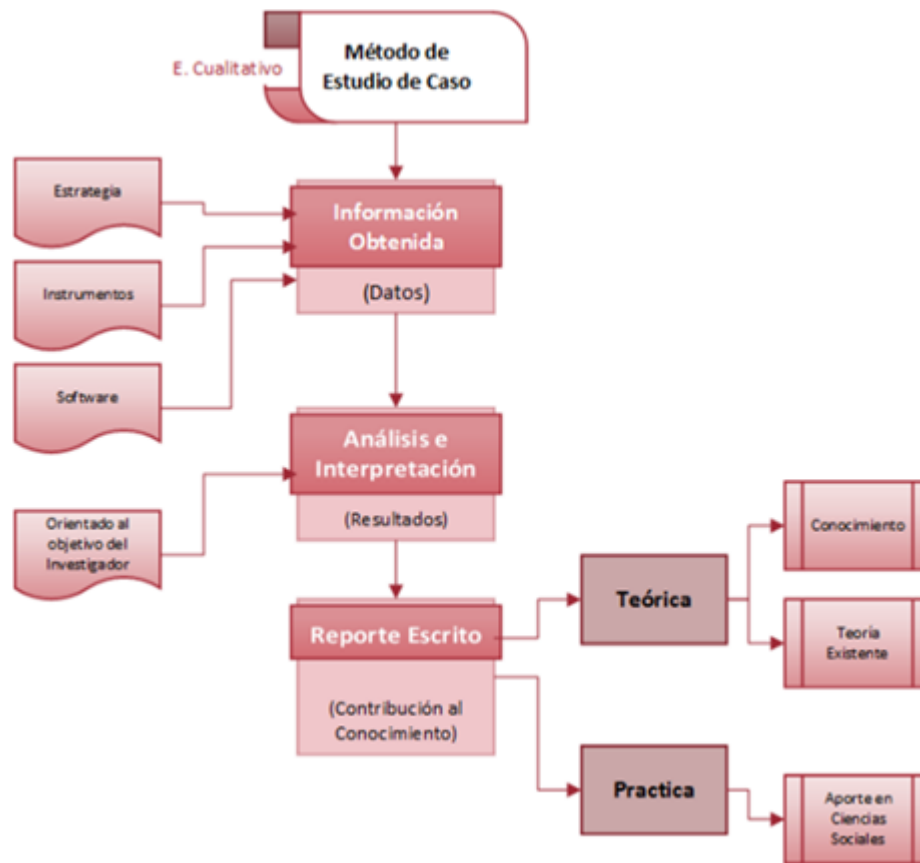 E. Cualitativo
Método de
Estudio de Caso
Estrategia
Instrumentos
Software
Información
Obtenida
(Datos)
Orientado al
objetivo del
Investigador
Análisis e
Interpretación
(Resultados)
Reporte Escrito
(Contribución al
Conocimiento)
Teórica
Conocimiento
Teoría
Existente
Practica
Aporte en
Ciencias
Sociales